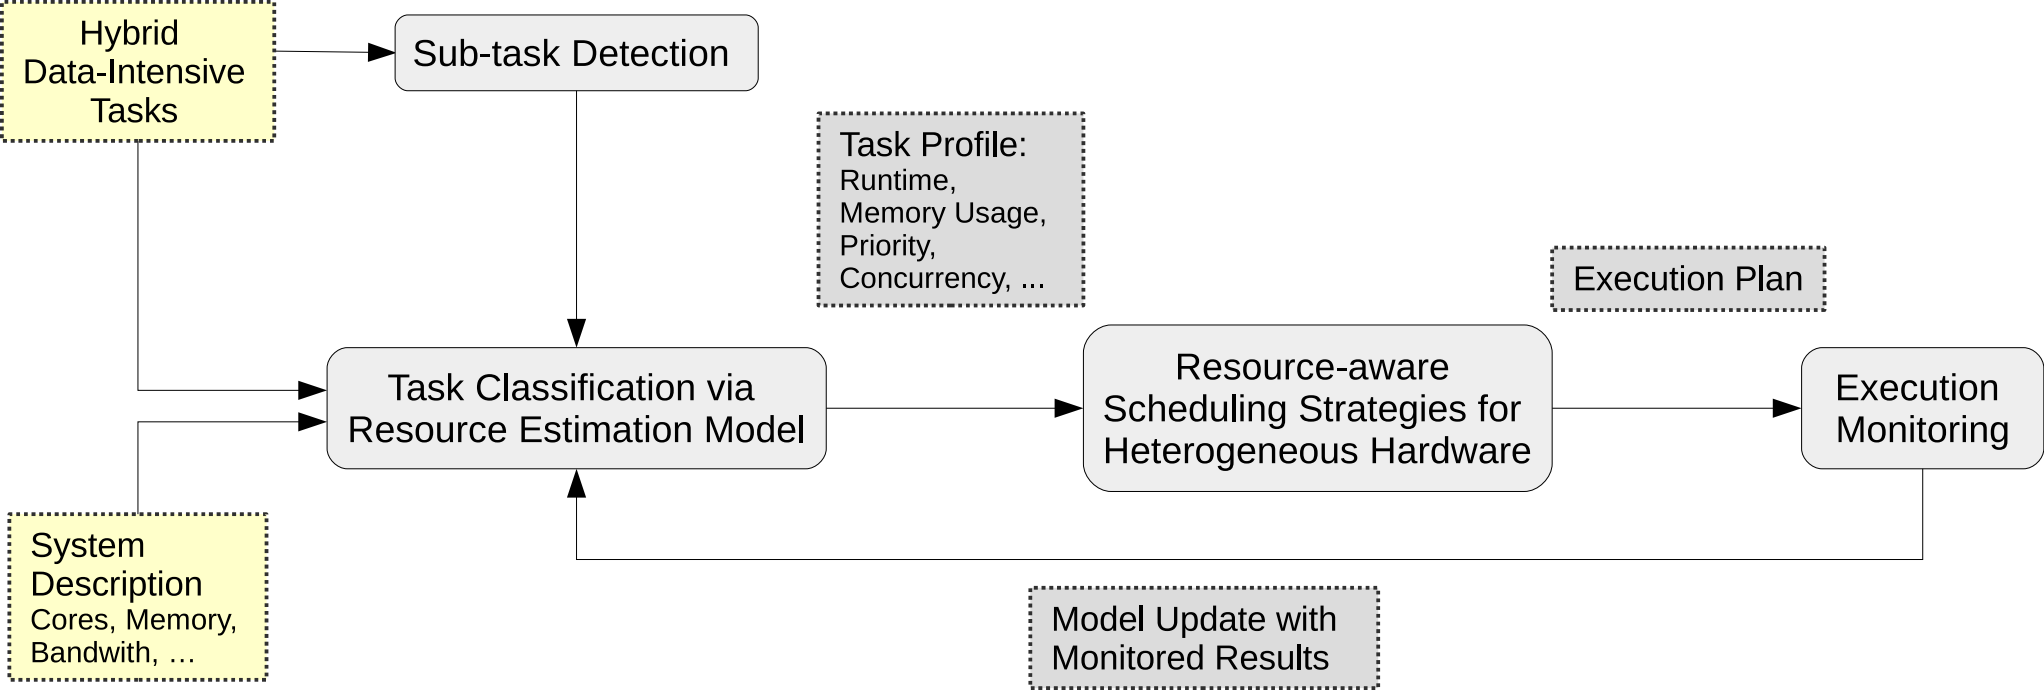 Hybrid
Data-Intensive
Tasks
Sub-task Detection
Task Profile:
Runtime,
Memory Usage,
Priority,
Concurrency, ...
Execution Plan
Task Classification via
Resource Estimation Model
Resource-aware
Scheduling Strategies for
Heterogeneous Hardware
Execution
Monitoring
System
Description
Cores, Memory,
Bandwith, …
Model Update with
Monitored Results